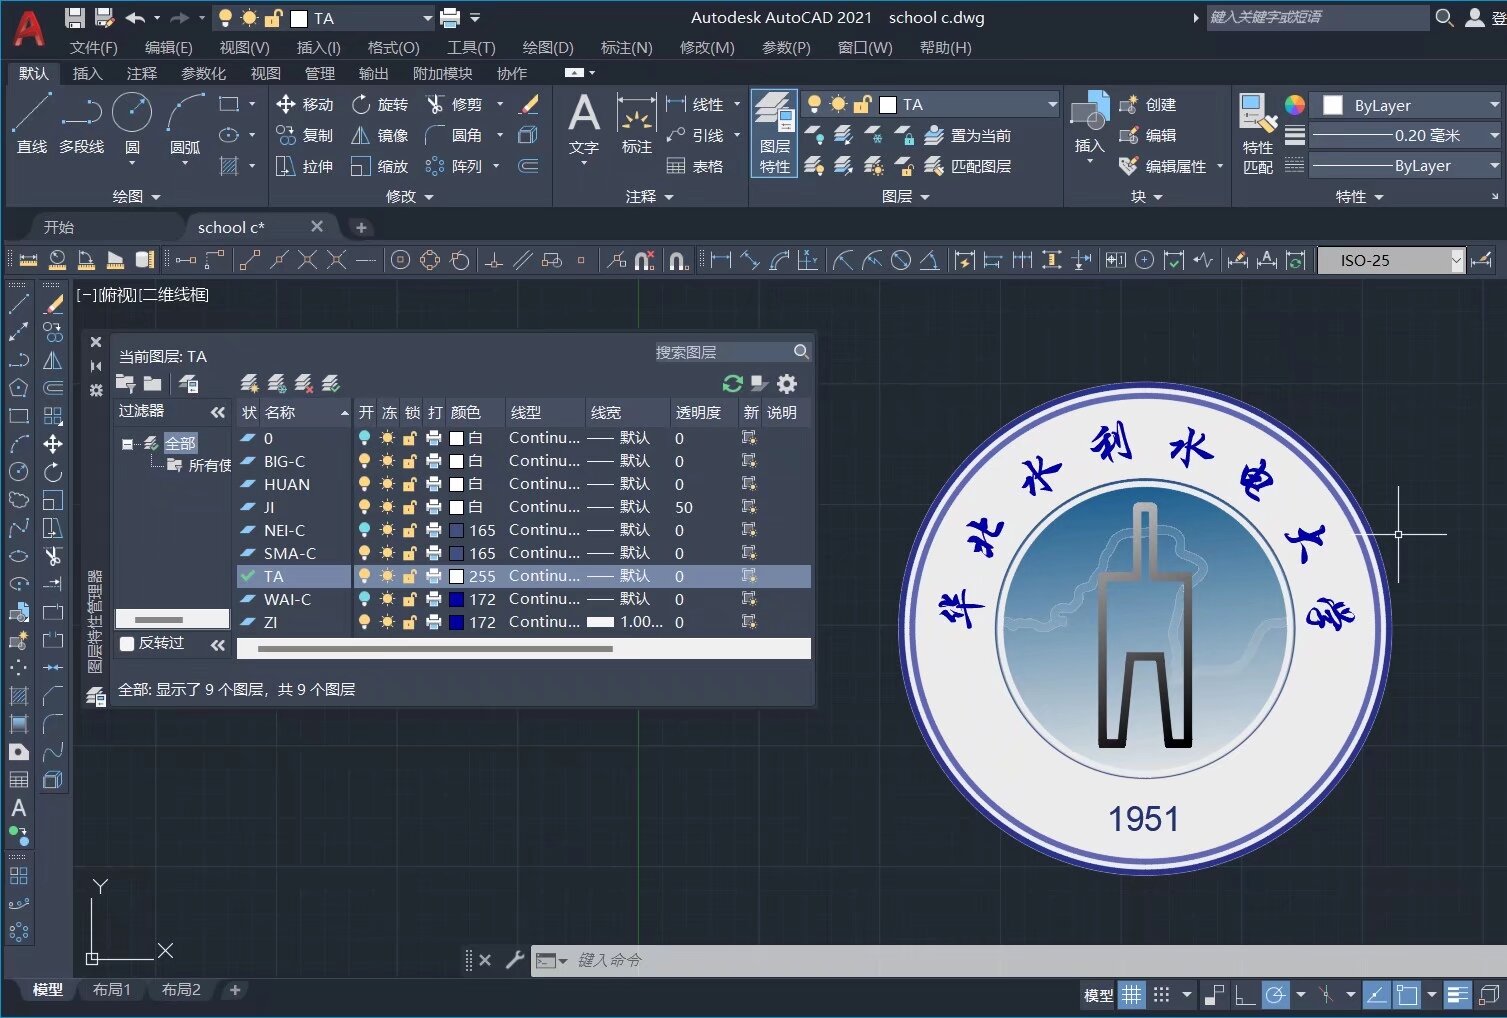 TA
Autodesk AutoCAD 2021 school c.dwg
键入关键字或短语
登
文件(F) 编辑(E) 视图(V) 插入(I) 格式(O) 工具(T) 绘图(D) 标注(N) 修改(M) 参数(P) 窗口(W) 帮助(H)
默认 插入 注释 参数化 视图 管理 输出 附加模块 协作
直线 多段线 圆 圆弧
绘图
移动 旋转 修剪
复制 镜像 圆角
拉伸 缩放 阵列
修改
文字 标注
线性
引线
表格
注释
图层
特性
TA
置为当前
匹配图层
图层
插入
创建
编辑
编辑属性
块
特性
匹配
ByLayer
0.20 毫米
ByLayer
特性
开始 school c*
ISO-25
[−][俯视][二维线框]
当前图层: TA
搜索图层
过滤器
全部
所有使
反转过
图层特性管理器
状 名称 开 冻 锁 打 颜色 线型 线宽 透明度 新 说明
0 白 Continu... 默认 0
BIG-C 白 Continu... 默认 0
HUAN 白 Continu... 默认 0
JI 白 Continu... 默认 50
NEI-C 165 Continu... 默认 0
SMA-C 165 Continu... 默认 0
TA 255 Continu... 默认 0
WAI-C 172 Continu... 默认 0
ZI 172 Continu... 1.00... 0
全部: 显示了 9 个图层，共 9 个图层
华北水利水电大学
1951
Y
X
键入命令
模型 布局1 布局2
模型